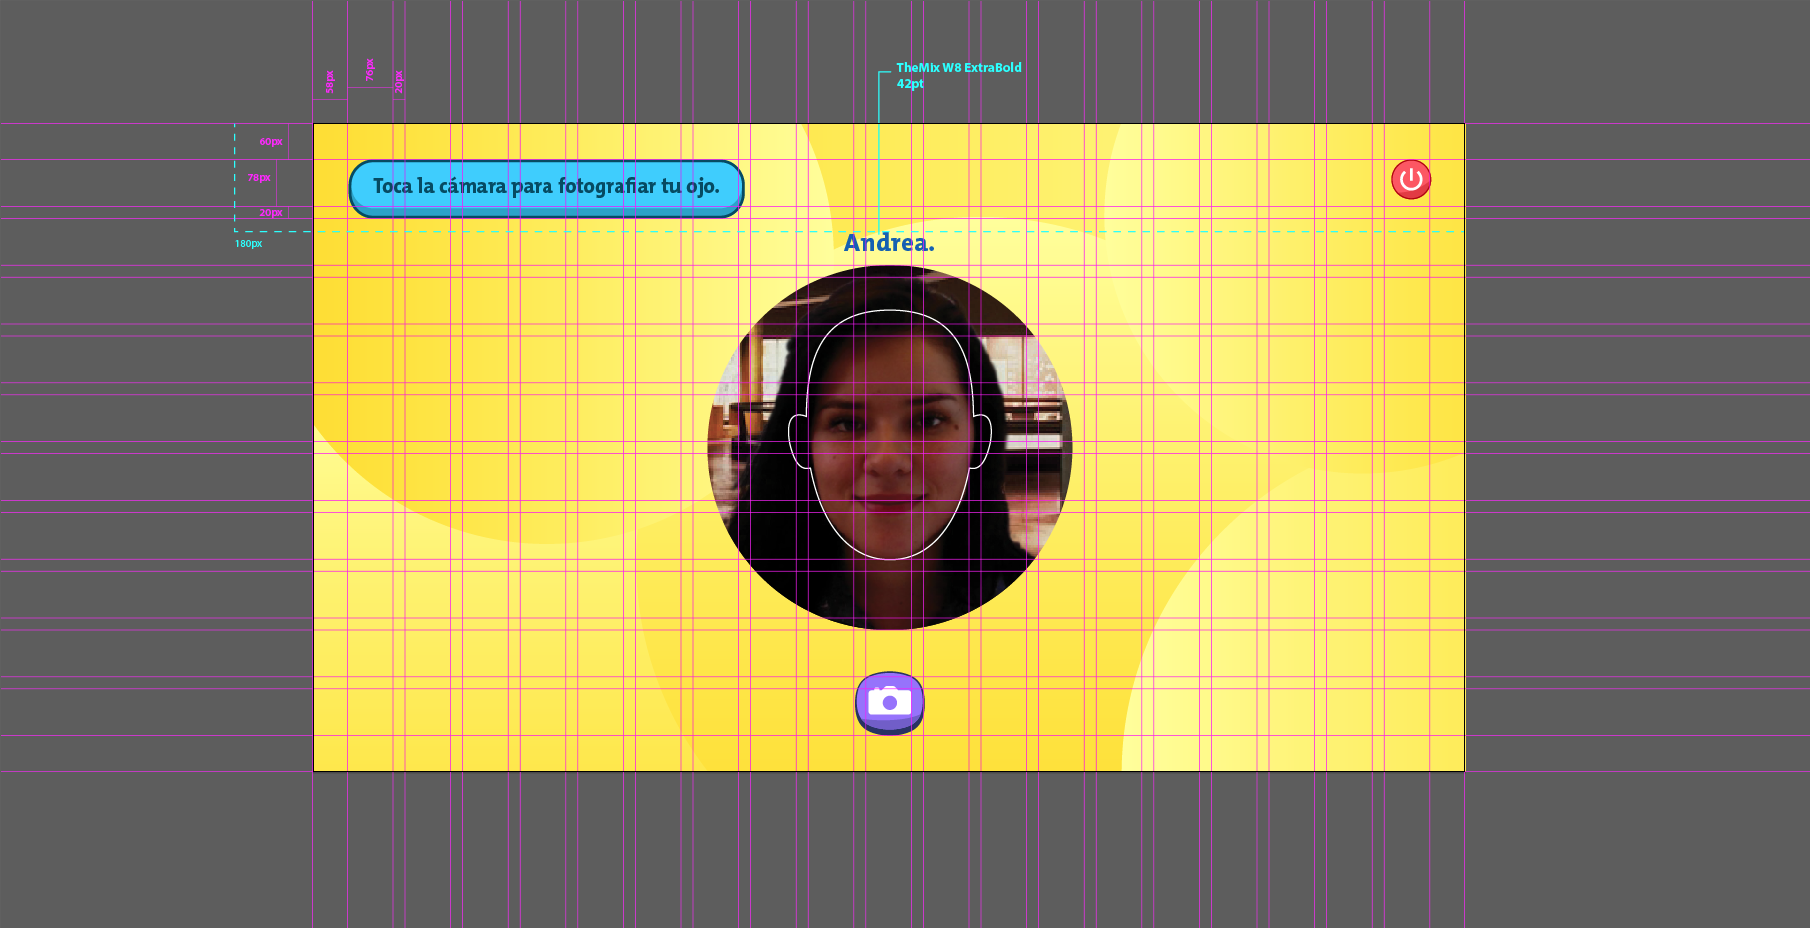 58px
76px
20px
TheMix W8 ExtraBold
42pt
60px
78px
20px
180px
Toca la cámara para fotografiar tu ojo.
Andrea.